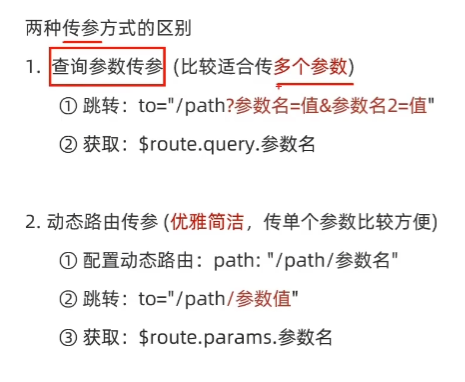 两种传参方式的区别
1. 查询参数传参 (比较适合传多个参数)
① 跳转：to="/path?参数名=值&参数名2=值"
② 获取：$route.query.参数名
2. 动态路由传参 (优雅简洁，传单个参数比较方便)
① 配置动态路由：path: "/path/参数名"
② 跳转：to="/path/参数值"
③ 获取：$route.params.参数名